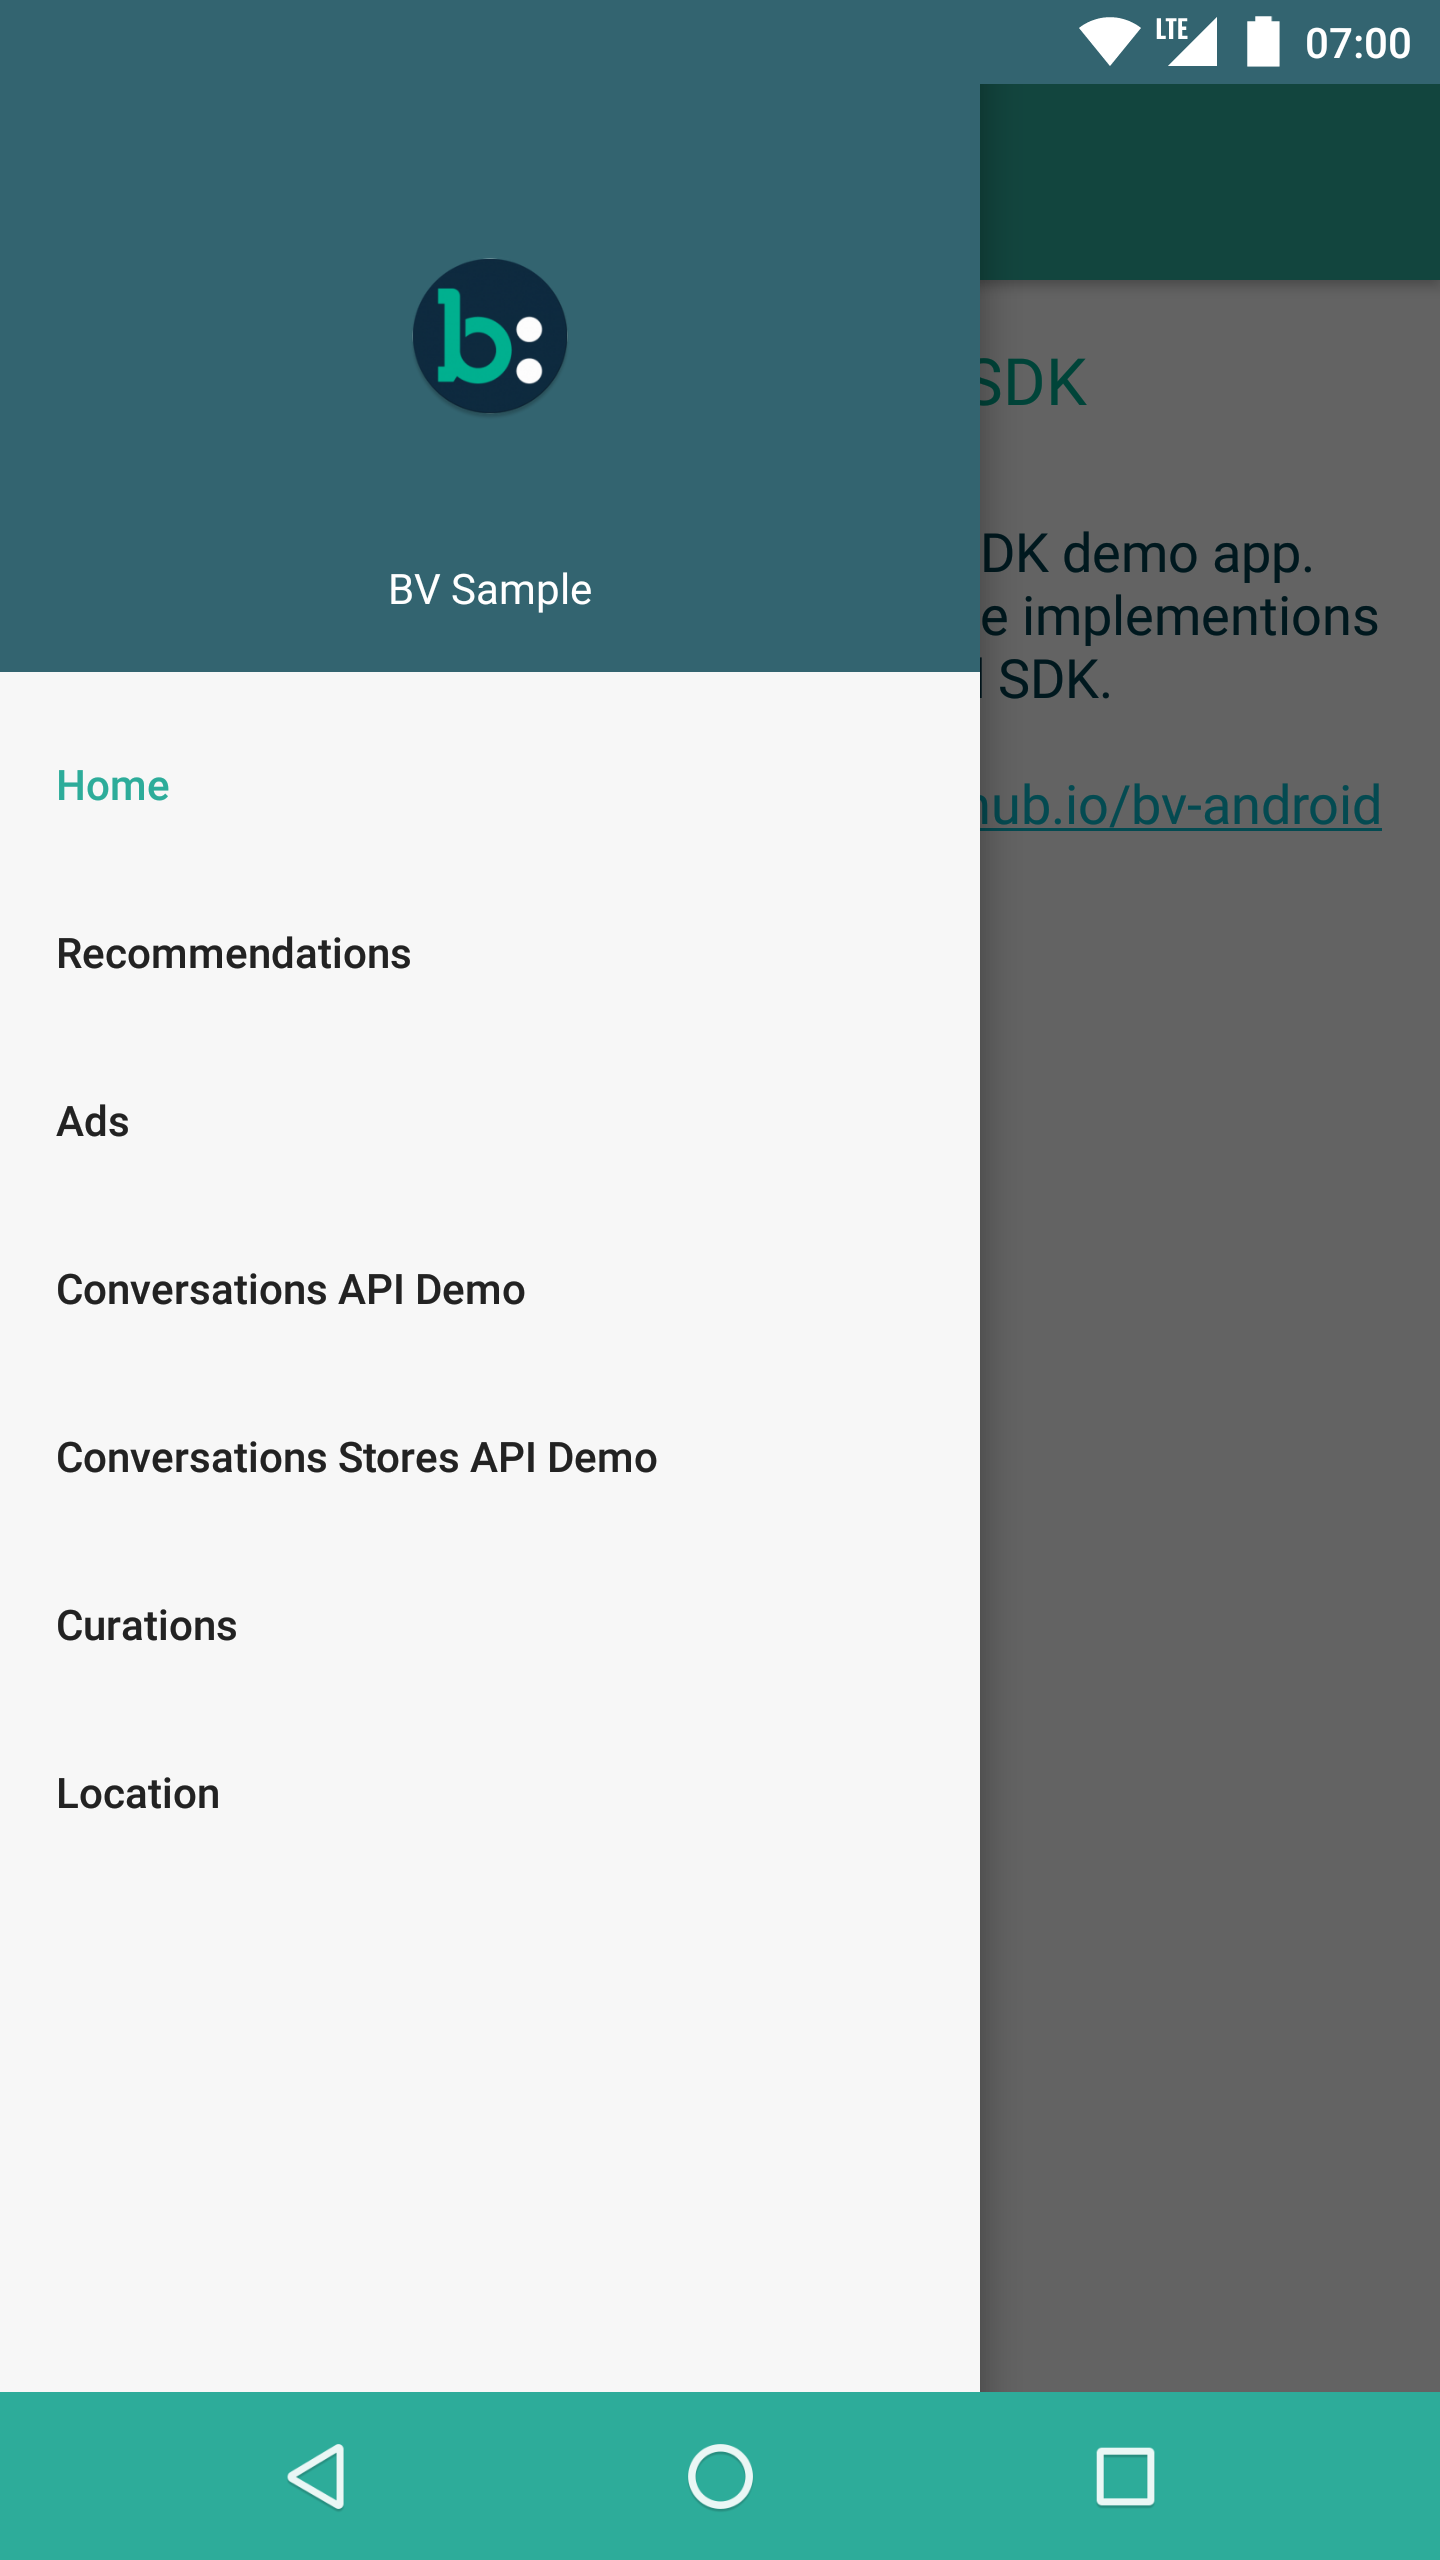 LTE 07:00
b:
BV Sample
Home
Recommendations
Ads
Conversations API Demo
Conversations Stores API Demo
Curations
Location
SDK
DK demo app.
e implementions
SDK.
hub.io/bv-android